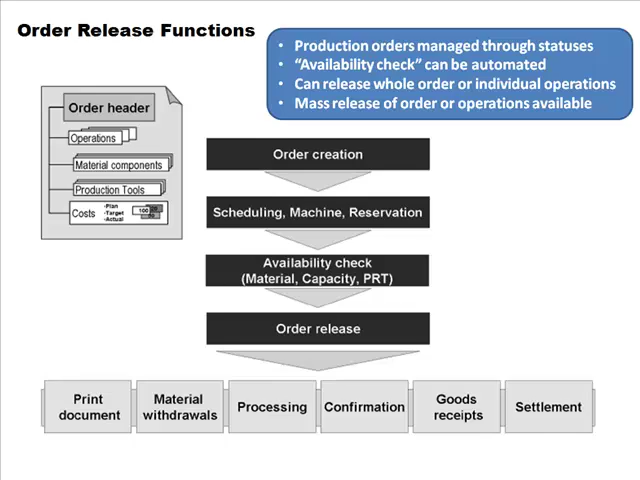 Order Release Functions
• Production orders managed through statuses
• “Availability check” can be automated
• Can release whole order or individual operations
• Mass release of order or operations available
Order header
Operations
Material components
Production Tools
Costs
-Plan
-Target
-Actual
100
Order creation
Scheduling, Machine, Reservation
Availability check
(Material, Capacity, PRT)
Order release
Print
document
Material
withdrawals
Processing
Confirmation
Goods
receipts
Settlement